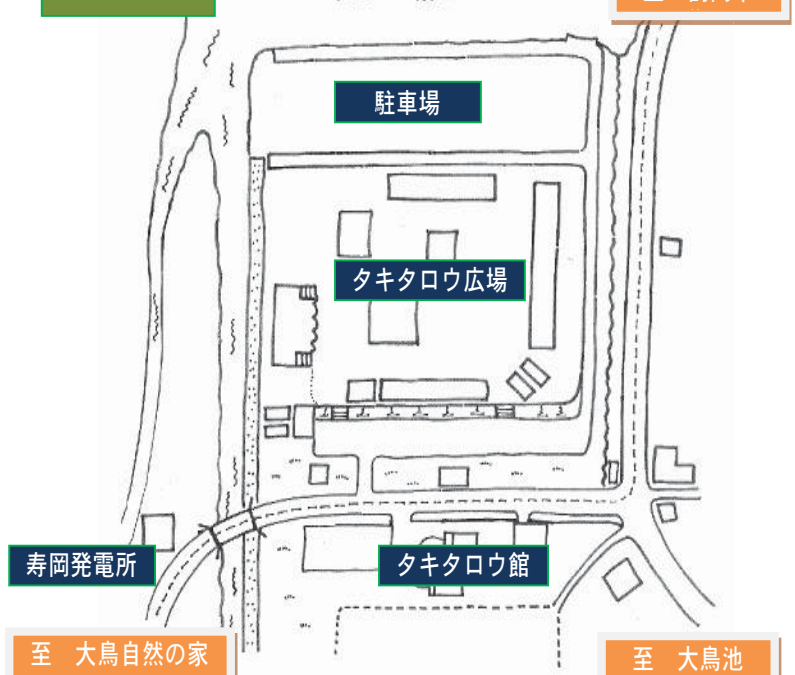 駐車場
タキタロウ広場
寿岡発電所
タキタロウ館
至 大鳥自然の家
至 大鳥池